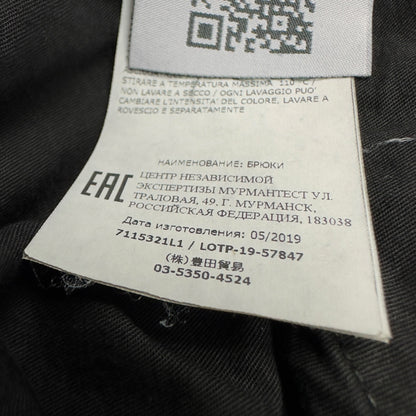 STIRARE A TEMPERATURA MASSIMA 110°C /
NON LAVARE A SECCO / OGNI LAVAGGIO PUO'
CAMBIARE L'INTENSITA' DEL COLORE, LAVARE A
ROVESCIO E SEPARATAMENTE
НАИМЕНОВАНИЕ: БРЮКИ
EAC
ЦЕНТР НЕЗАВИСИМОЙ
ЭКСПЕРТИЗЫ МУРМАНТЕСТ УЛ.
ТРАЛОВАЯ, 49. Г. МУРМАНСК,
РОССИЙСКАЯ ФЕДЕРАЦИЯ, 183038
Дата изготовления: 05/2019
7115321L1 / LOTP-19-57847
(株)豊田貿易
03-5350-4524